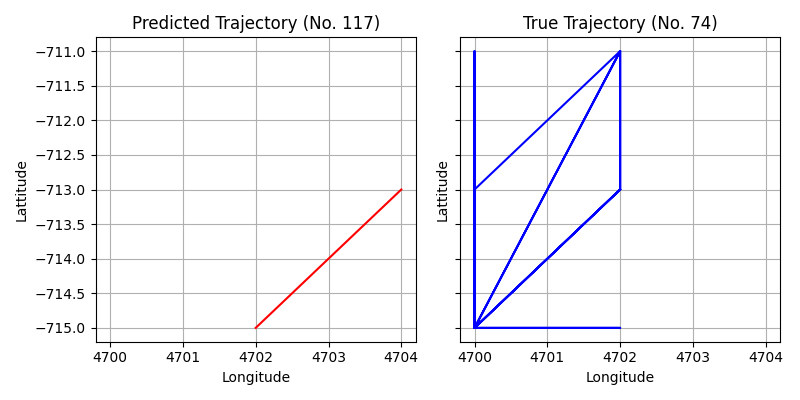 Predicted Trajectory (No. 117)
True Trajectory (No. 74)
Lattitude
−711.0
−711.5
−712.0
−712.5
−713.0
−713.5
−714.0
−714.5
−715.0
4700 4701 4702 4703 4704
Longitude
Lattitude
4700 4701 4702 4703 4704
Longitude